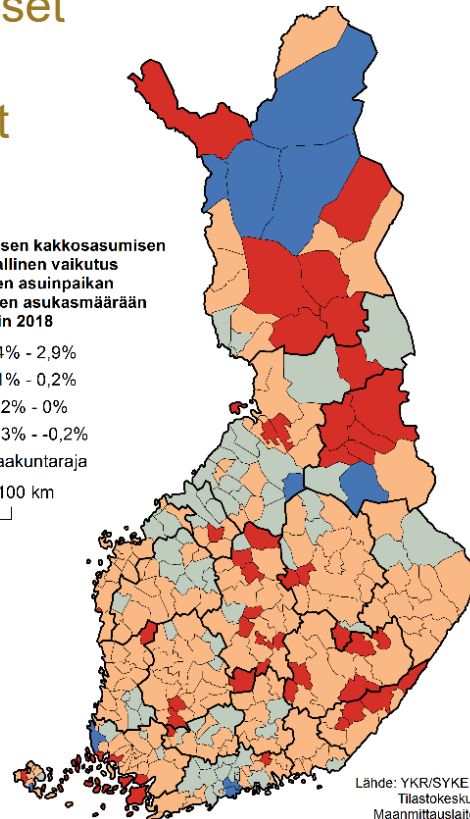 set
t
sen kakkosasumisen
allinen vaikutus
en asuinpaikan
en asukasmäärään
in 2018
4% - 2,9%
1% - 0,2%
2% - 0%
3% - -0,2%
aakuntaraja
100 km
Lähde: YKR/SYKE
Tilastokesku
Maanmittauslaito